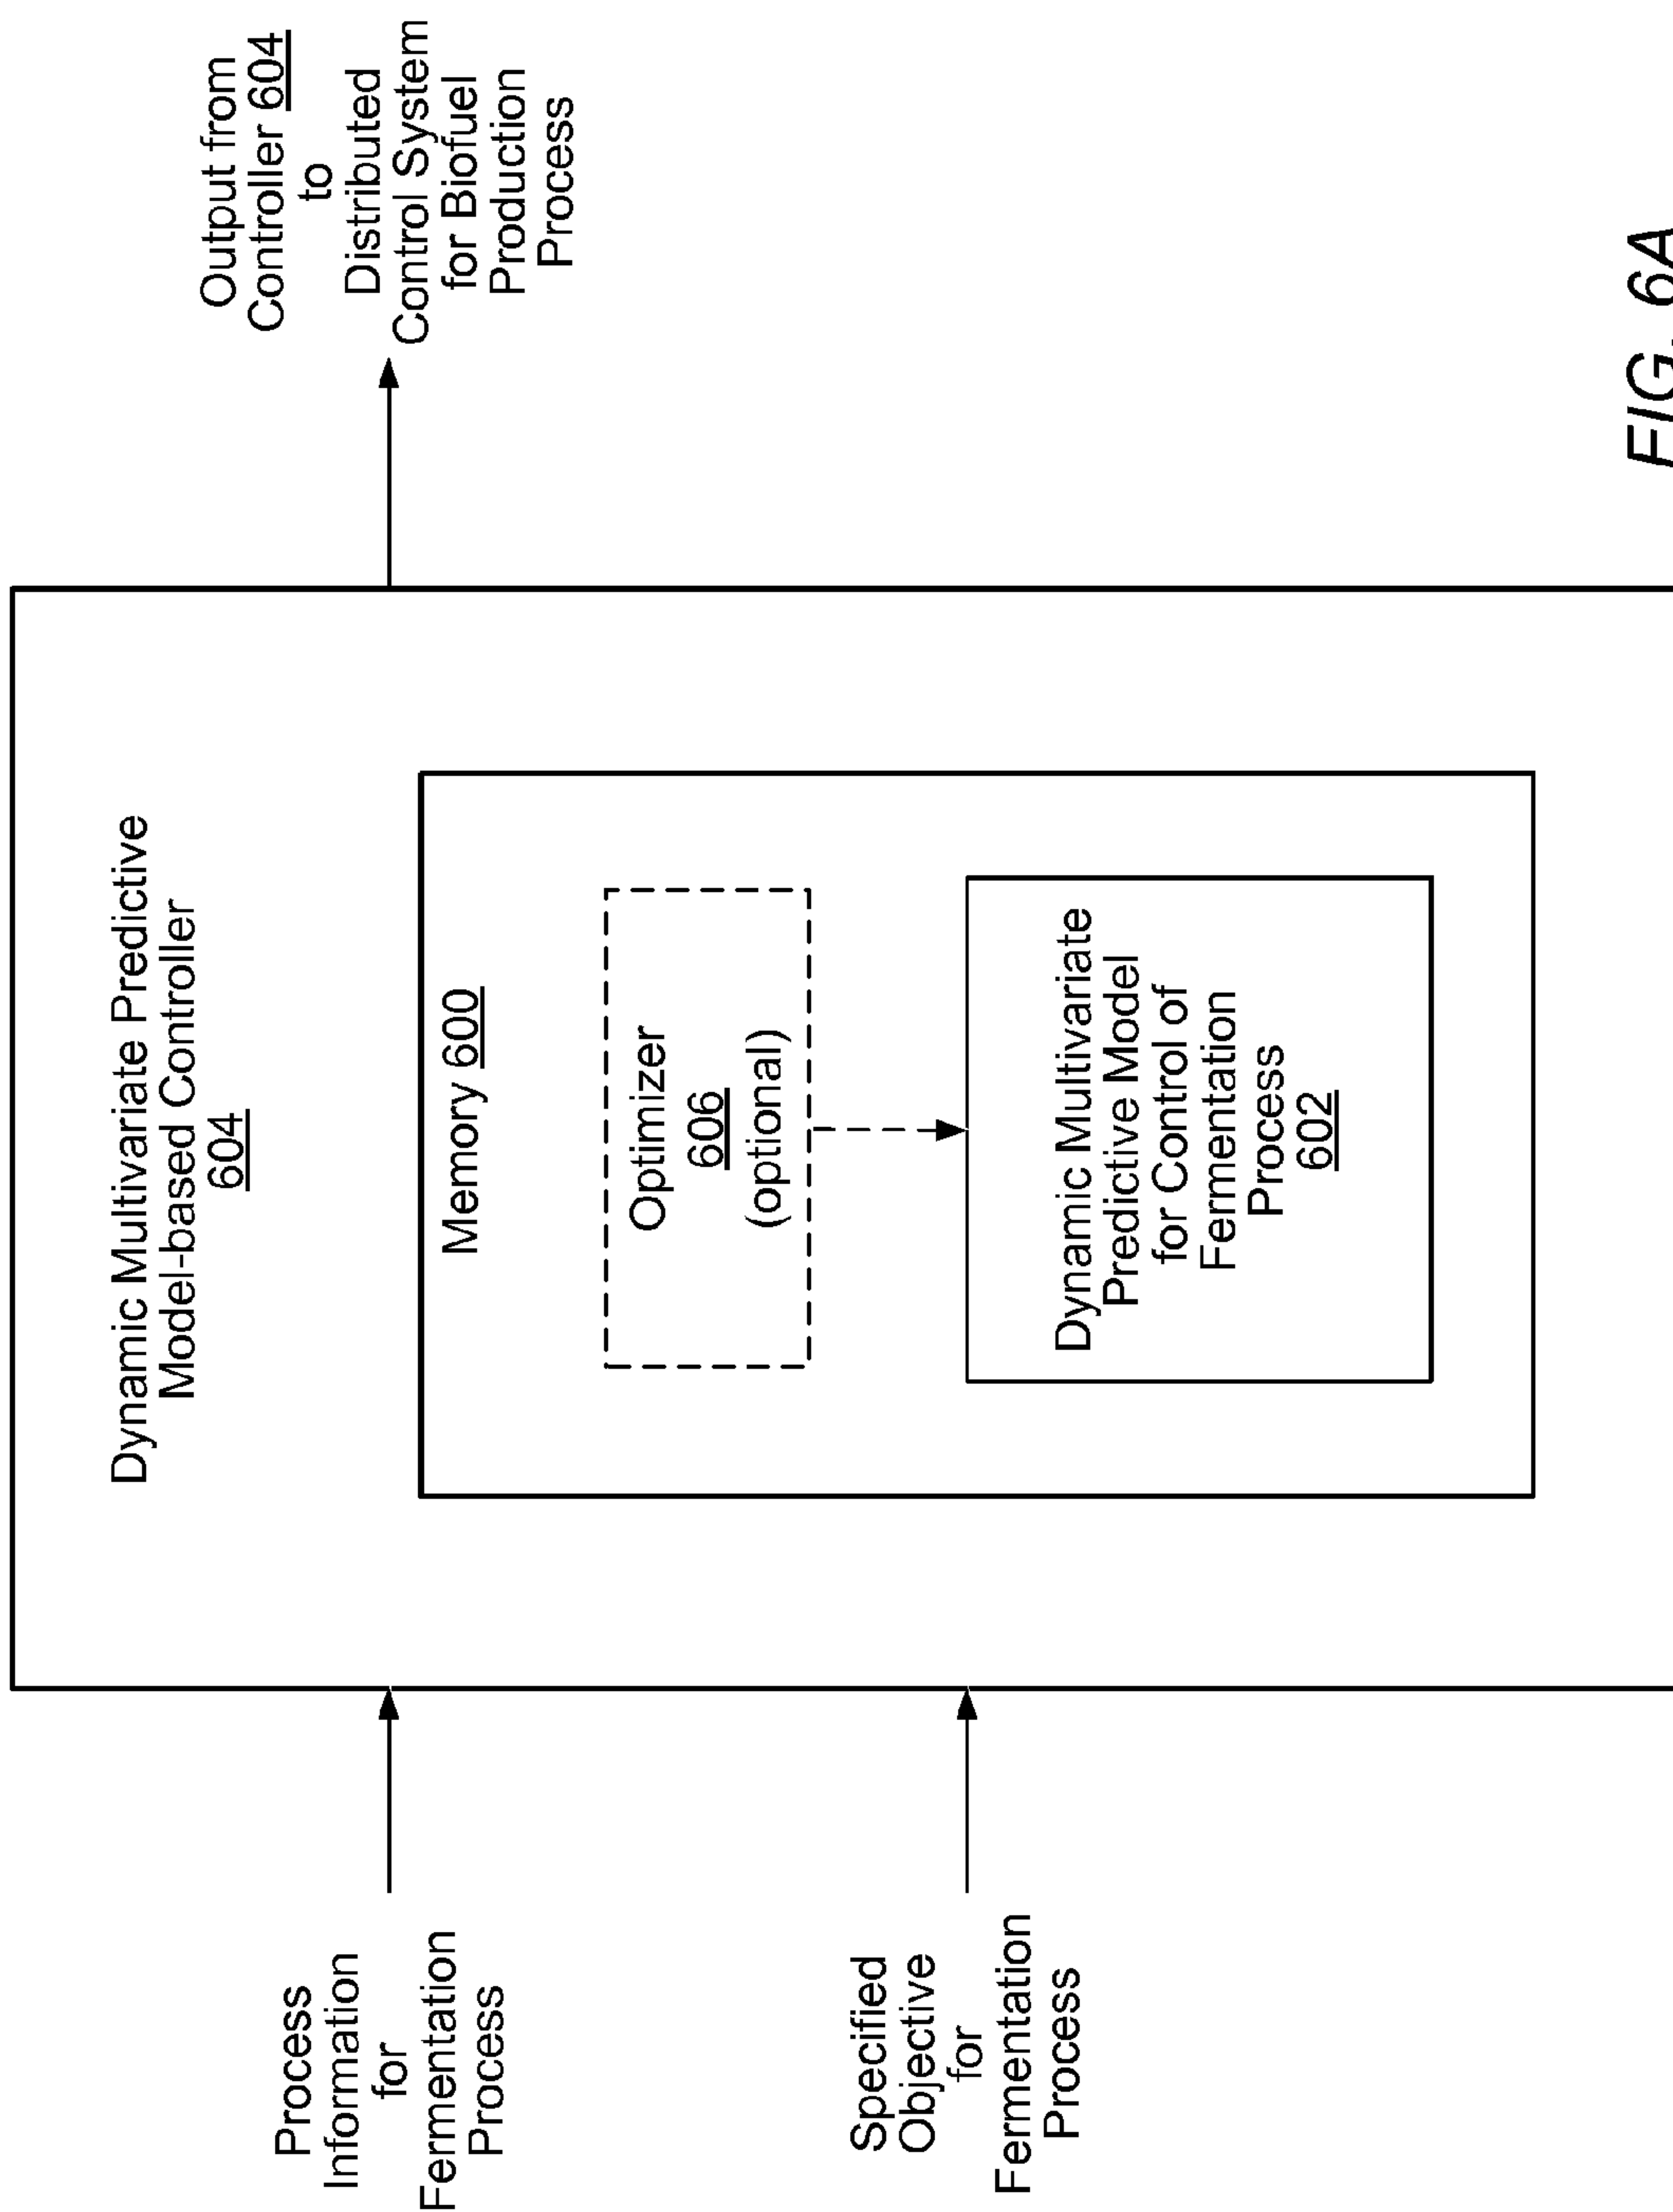 Dynamic Multivariate Predictive
Model-based Controller
604
Process
Information
for
Fermentation
Process
Output from
Controller 604
to
Distributed
Control System
for Biofuel
Production
Process
Memory 600
Optimizer
606
(optional)
Specified
Objective
for
Fermentation
Process
Dynamic Multivariate
Predictive Model
for Control of
Fermentation
Process
602
FIG. 6A